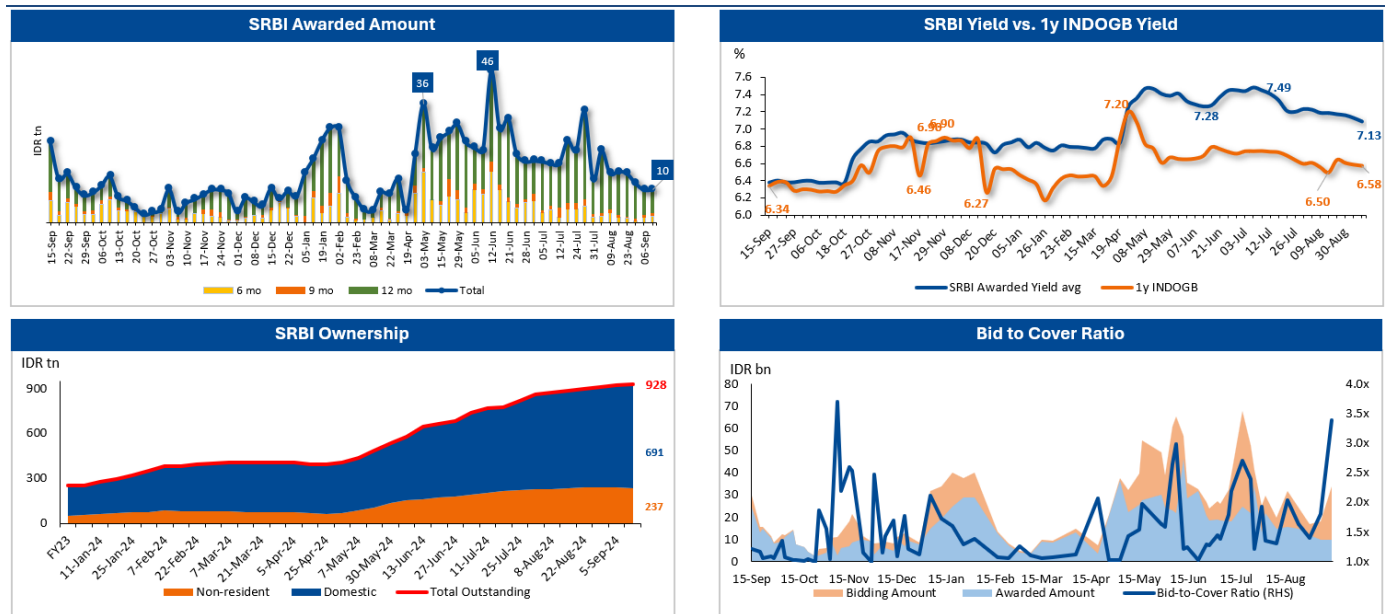 SRBI Awarded Amount
IDR tn
36
46
10
15-Sep
22-Sep
29-Sep
06-Oct
13-Oct
20-Oct
27-Oct
03-Nov
10-Nov
17-Nov
24-Nov
01-Dec
08-Dec
15-Dec
22-Dec
05-Jan
19-Jan
02-Feb
23-Feb
08-Mar
22-Mar
19-Apr
03-May
15-May
29-May
05-Jun
12-Jun
21-Jun
28-Jun
05-Jul
12-Jul
24-Jul
31-Jul
09-Aug
23-Aug
06-Sep
6 mo 9 mo 12 mo Total
SRBI Yield vs. 1y INDOGB Yield
%
7.6
7.4
7.2
7.0
6.8
6.6
6.4
6.2
6.0
6.34
6.90
6.46
6.27
7.20
7.28
7.49
7.13
6.50
6.58
15-Sep
27-Sep
06-Oct
18-Oct
27-Oct
08-Nov
17-Nov
29-Nov
08-Dec
20-Dec
05-Jan
26-Jan
23-Feb
15-Mar
19-Apr
08-May
29-May
07-Jun
21-Jun
03-Jul
12-Jul
26-Jul
09-Aug
30-Aug
SRBI Awarded Yield avg 1y INDOGB
SRBI Ownership
IDR tn
900
600
300
0
928
691
237
FY23
11-Jan-24
25-Jan-24
7-Feb-24
22-Feb-24
7-Mar-24
21-Mar-24
5-Apr-24
25-Apr-24
7-May-24
30-May-24
13-Jun-24
27-Jun-24
11-Jul-24
25-Jul-24
8-Aug-24
22-Aug-24
5-Sep-24
Non-resident Domestic Total Outstanding
Bid to Cover Ratio
IDR bn
80
70
60
50
40
30
20
10
0
4.0x
3.5x
3.0x
2.5x
2.0x
1.5x
1.0x
15-Sep 15-Oct 15-Nov 15-Dec 15-Jan 15-Feb 15-Mar 15-Apr 15-May 15-Jun 15-Jul 15-Aug
Bidding Amount Awarded Amount Bid-to-Cover Ratio (RHS)